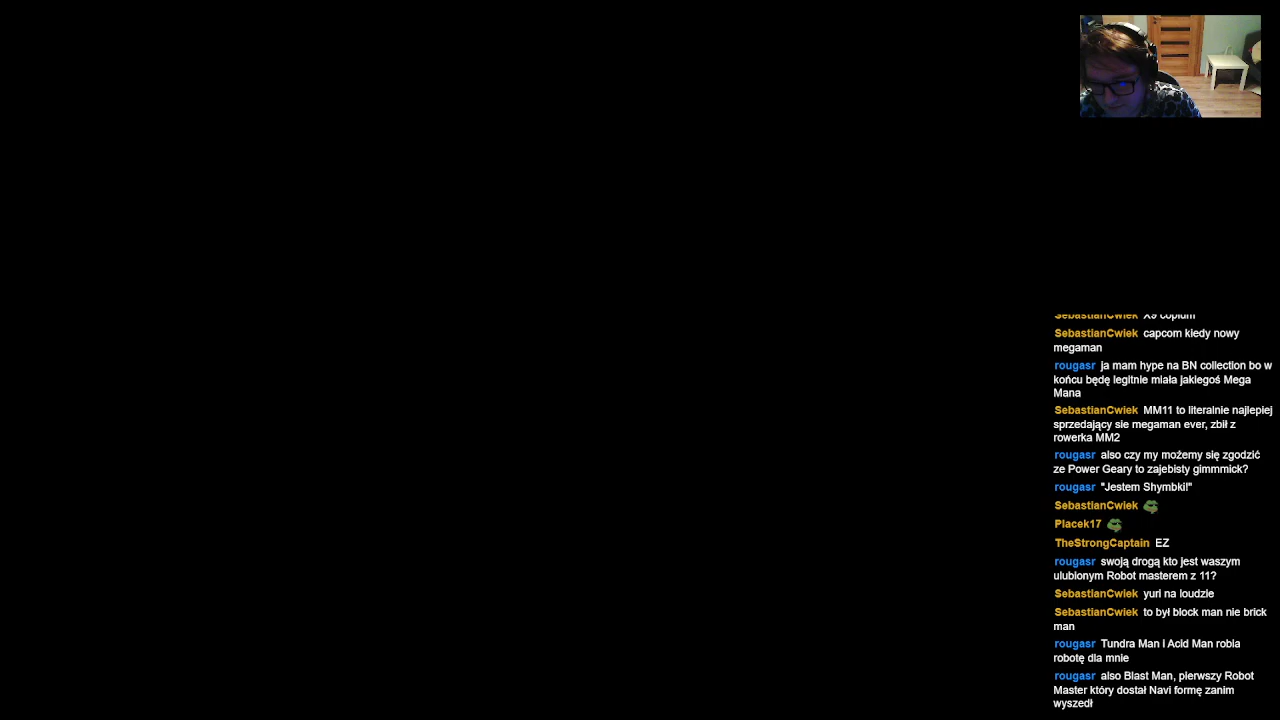 SebastianCwiek X9 copium
SebastianCwiek capcom kiedy nowy
megaman
rougasr ja mam hype na BN collection bo w
końcu będę legitnie miała jakiegoś Mega
Mana
SebastianCwiek MM11 to literalnie najlepiej
sprzedający sie megaman ever, zbił z
rowerka MM2
rougasr also czy my możemy się zgodzić
ze Power Geary to zajebisty gimmmick?
rougasr "Jestem Shymbki!"
SebastianCwiek
Placek17
TheStrongCaptain EZ
rougasr swoją drogą kto jest waszym
ulubionym Robot masterem z 11?
SebastianCwiek yuri na loudzie
SebastianCwiek to był block man nie brick
man
rougasr Tundra Man i Acid Man robia
robotę dla mnie
rougasr also Blast Man, pierwszy Robot
Master który dostał Navi formę zanim
wyszedł